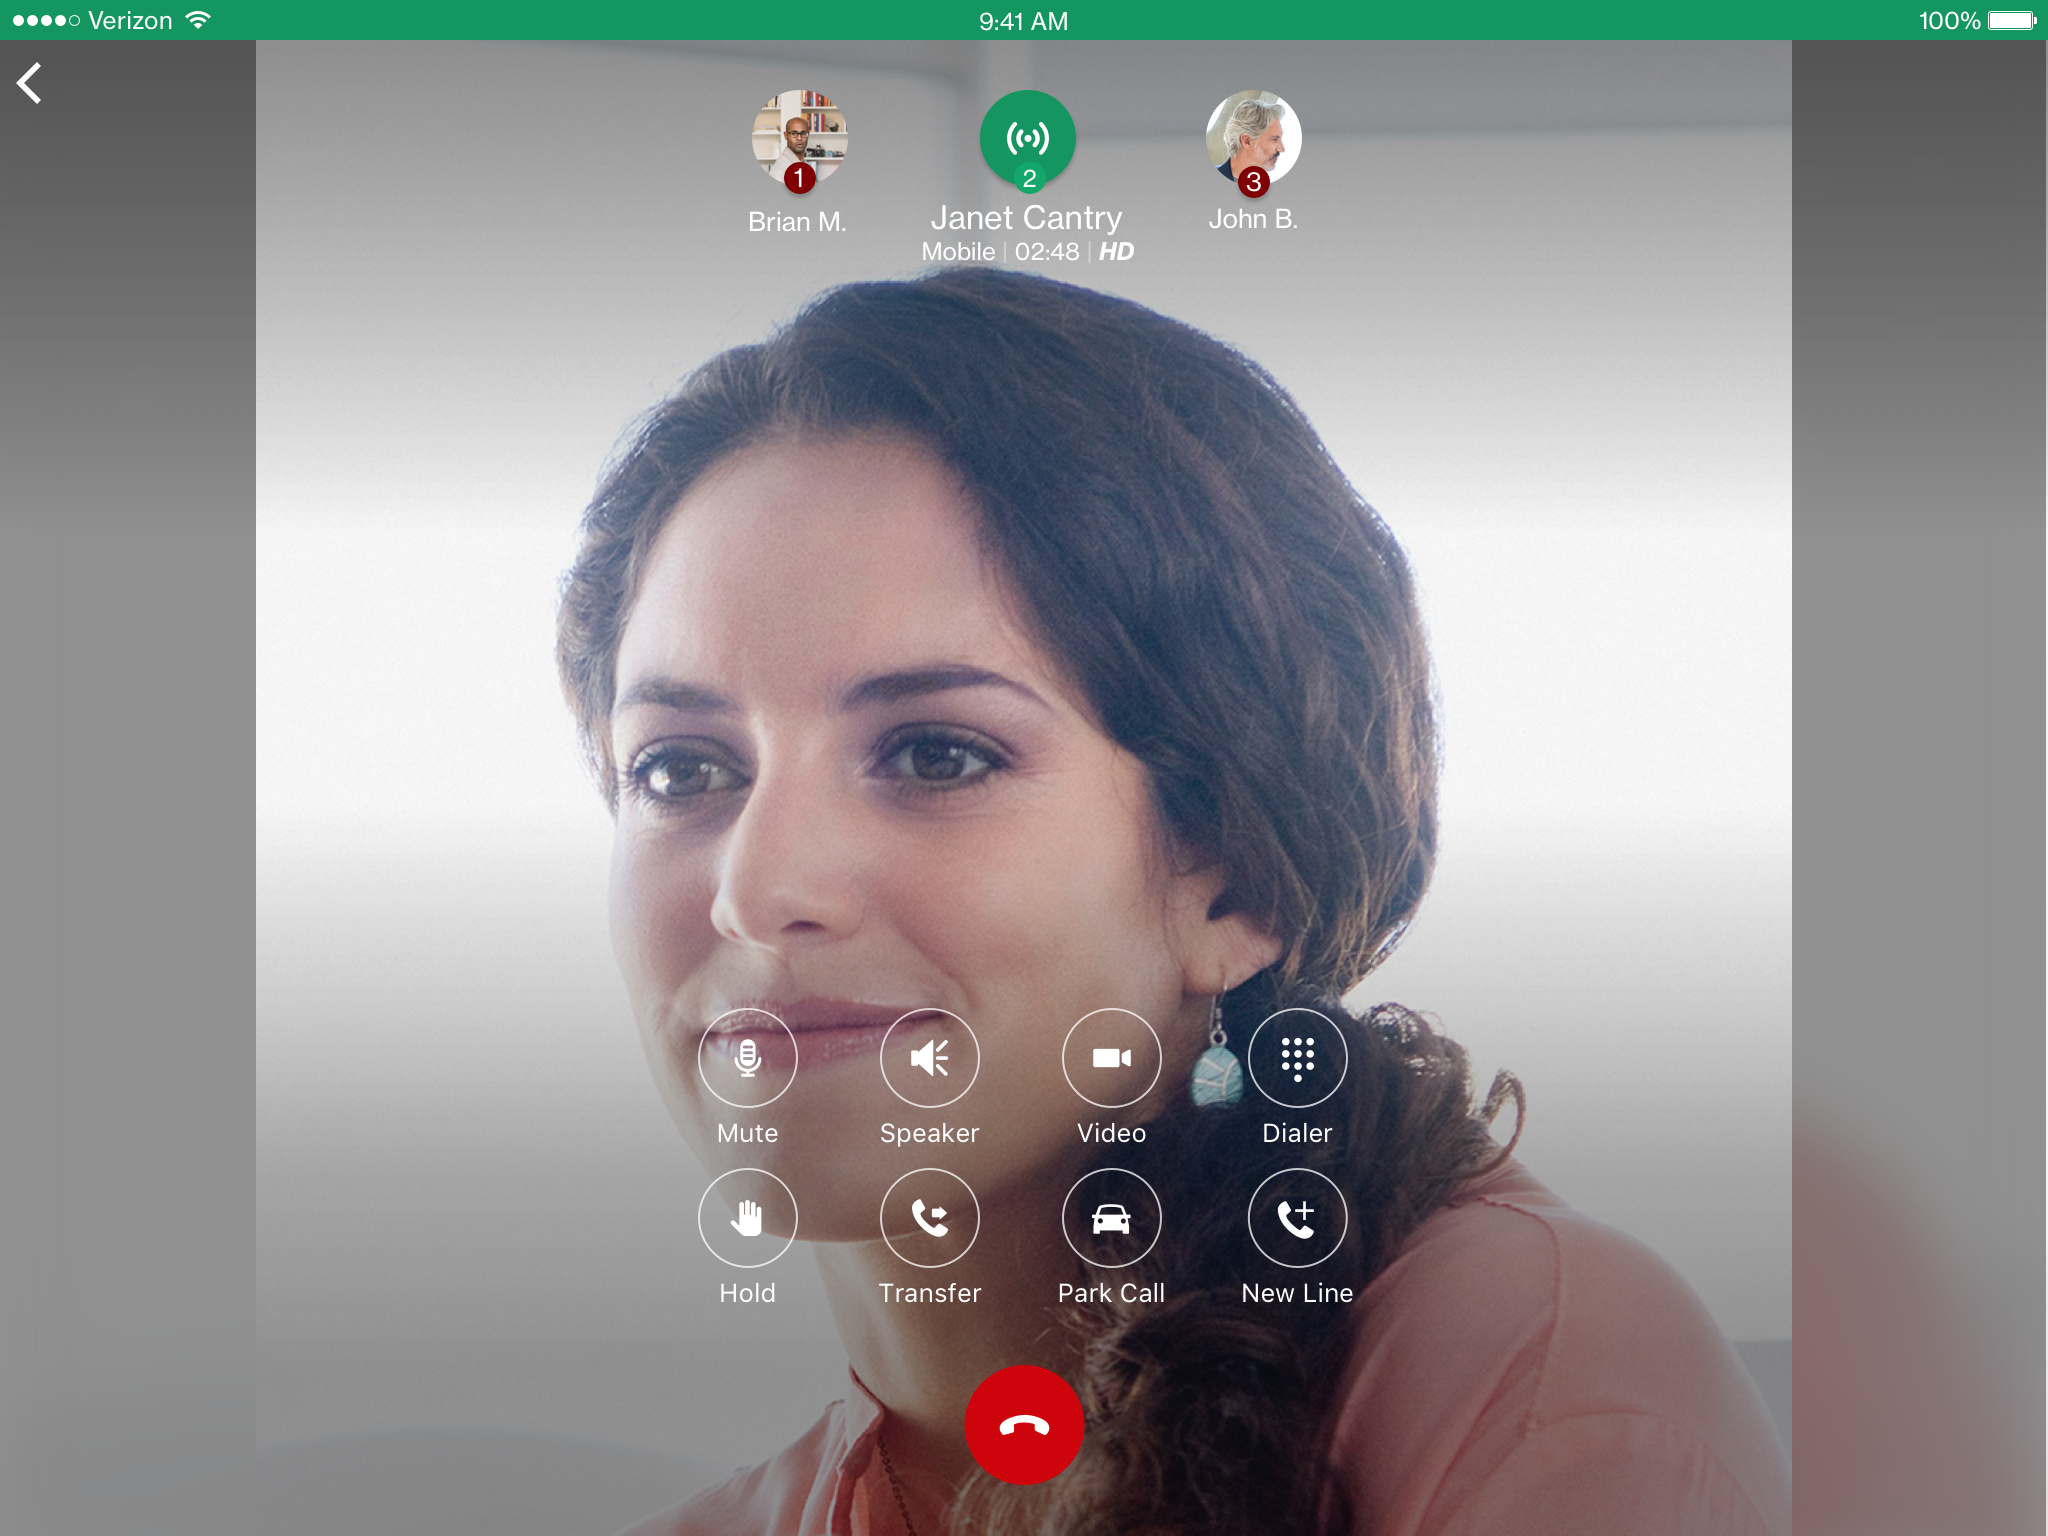 Verizon 9:41 AM 100%
1 2 3
Brian M. Janet Cantry John B.
Mobile | 02:48 | HD
Mute Speaker Video Dialer
Hold Transfer Park Call New Line